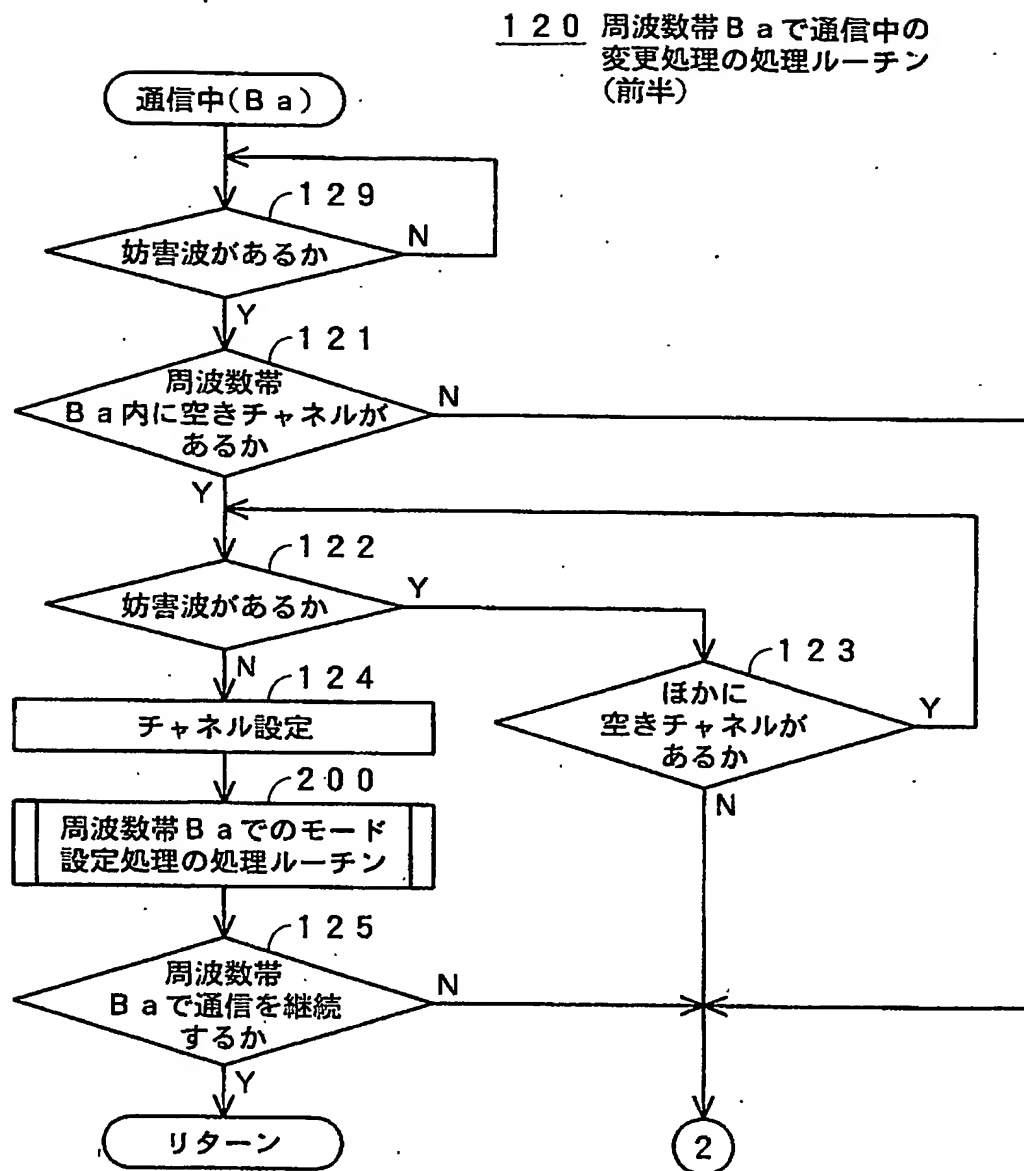 120 周波数帯Baで通信中の
変更処理の処理ルーチン
(前半)
通信中(Ba)
129
妨害波があるか
N
Y
121
周波数帯
Ba内に空きチャネルが
あるか
N
Y
122
妨害波があるか
Y
N
123
ほかに
空きチャネルが
あるか
Y
N
124
チャネル設定
200
周波数帯Baでのモード
設定処理の処理ルーチン
125
周波数帯
Baで通信を継続
するか
N
Y
リターン
2